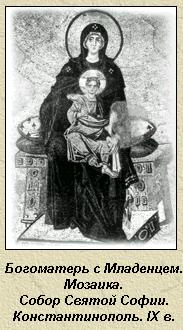 Богоматерь с Младенцем.
Мозаика.
Собор Святой Софии.
Константинополь. IX в.